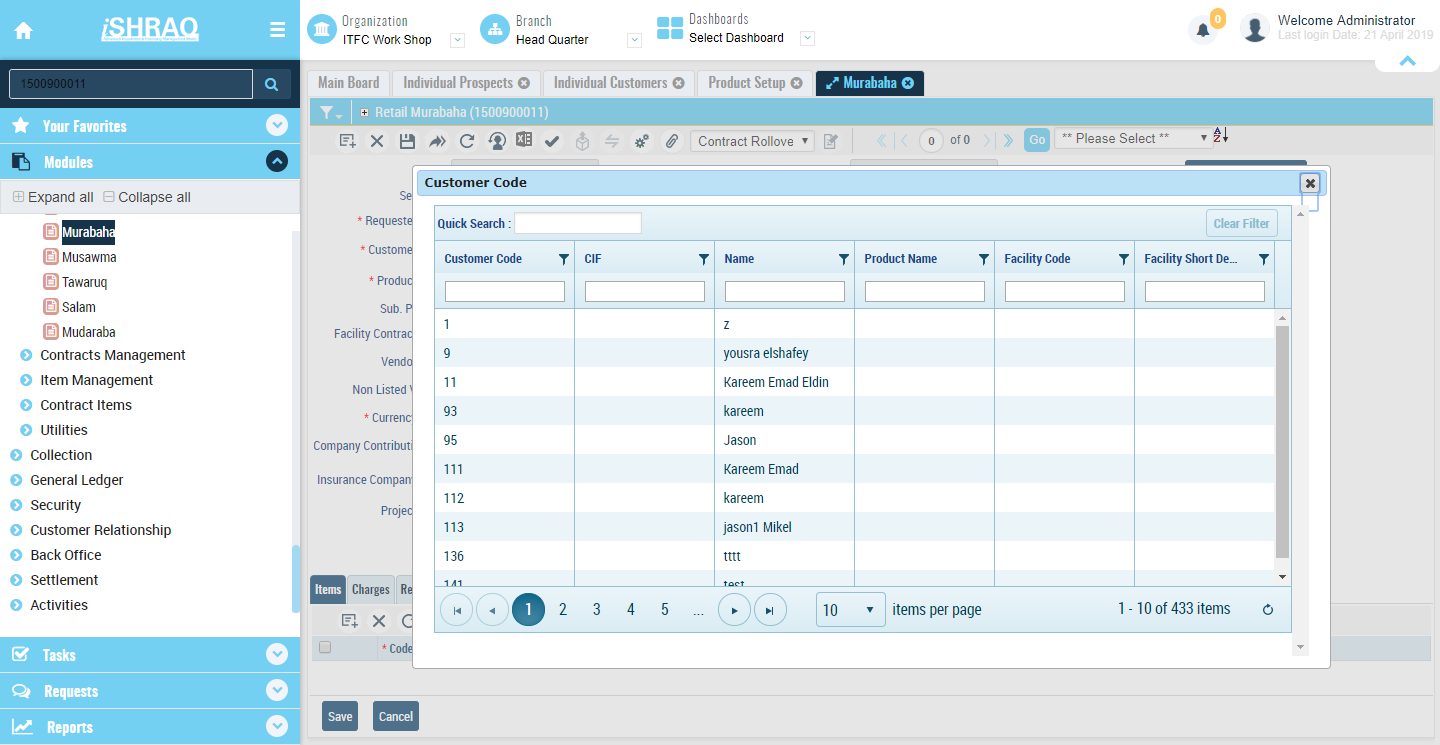 iSHRAQ
Organization
ITFC Work Shop
Branch
Head Quarter
Dashboards
Select Dashboard
0
Welcome Administrator
Last login Date: 21 April 2019
1500900011
Your Favorites
Modules
Expand all Collapse all
Murabaha
Musawma
Tawaruq
Salam
Mudaraba
Contracts Management
Item Management
Contract Items
Utilities
Collection
General Ledger
Security
Customer Relationship
Back Office
Settlement
Activities
Tasks
Requests
Reports
Main Board
Individual Prospects
Individual Customers
Product Setup
Murabaha
Retail Murabaha (1500900011)
Contract Rollove
0 of 0
Go
** Please Select **
A
Z
Se
* Requeste
* Custome
* Produc
Sub. P
Facility Contrac
Vendo
Non Listed V
* Currenc
Company Contributi
Insurance Company
Projec
Customer Code
Quick Search :
Clear Filter
Customer Code CIF Name Product Name Facility Code Facility Short De...
1 z
9 yousra elshafey
11 Kareem Emad Eldin
93 kareem
95 Jason
111 Kareem Emad
112 kareem
113 jason1 Mikel
136 tttt
141 test
1 2 3 4 5 ... 10 items per page 1 - 10 of 433 items
Items Charges Re
* Code
Save Cancel